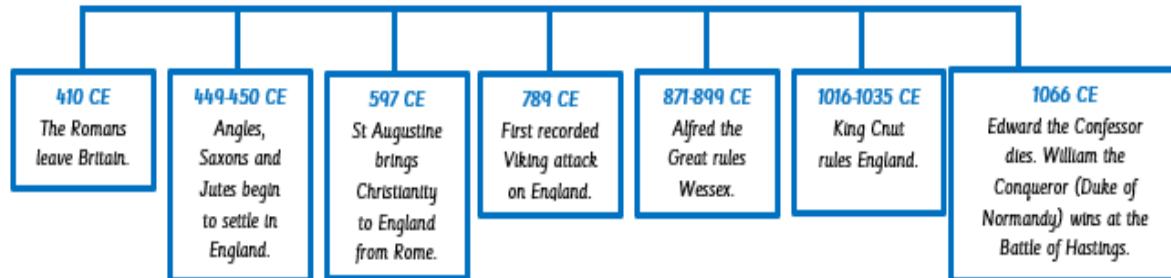 410 CE
The Romans
leave Britain.
449-450 CE
Angles,
Saxons and
Jutes begin
to settle in
England.
597 CE
St Augustine
brings
Christianity
to England
from Rome.
789 CE
First recorded
Viking attack
on England.
871-899 CE
Alfred the
Great rules
Wessex.
1016-1035 CE
King Cnut
rules England.
1066 CE
Edward the Confessor
dies. William the
Conqueror (Duke of
Normandy) wins at the
Battle of Hastings.